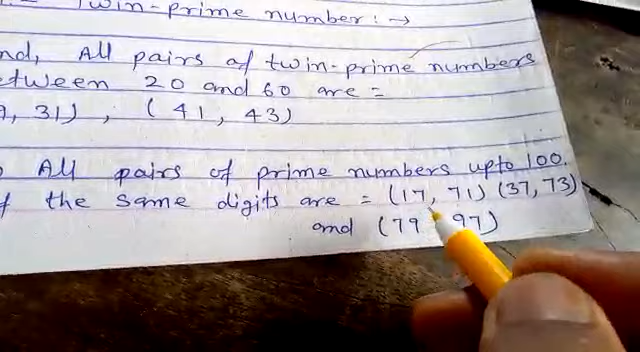 Twin-prime number: →
nd, All pairs of twin-prime numbers
etween 20 and 60 are =
9, 31), (41, 43)
All pairs of prime numbers upto 100.
f the same digits are = (17, 71) (37, 73)
and (79 97)